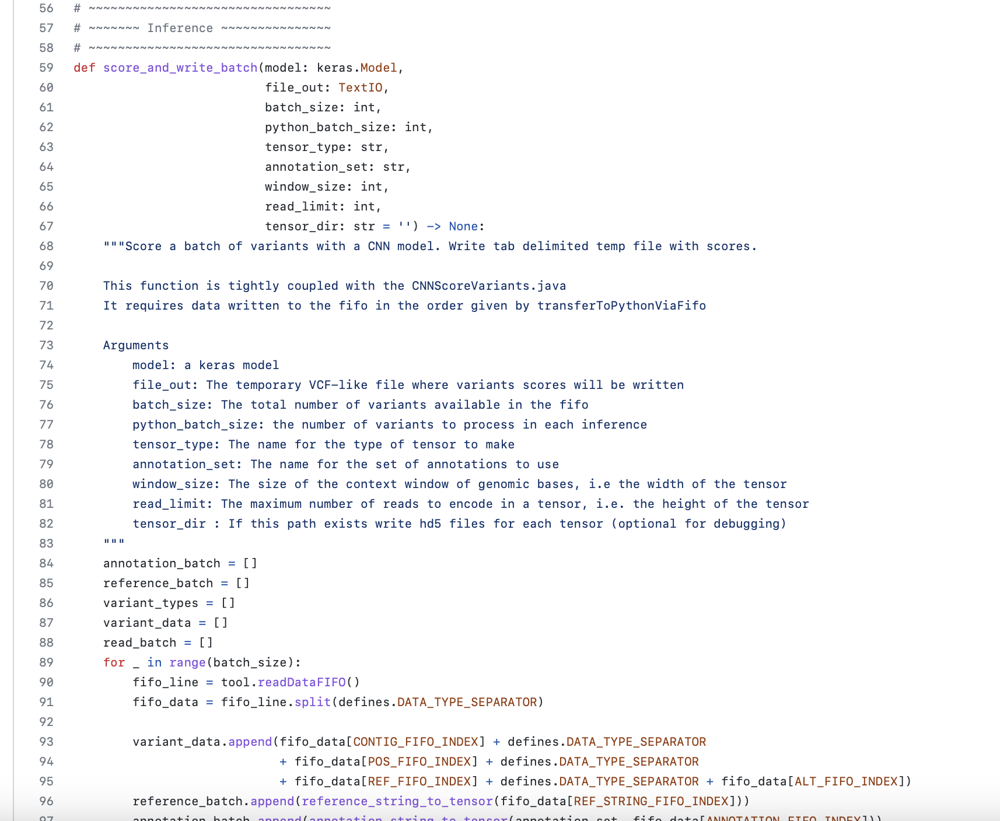 56 # ~~~~~~~~~~~~~~~~~~~~~~~~~~~~~~~~~
57 # ~~~~~~~ Inference ~~~~~~~~~~~~~~~
58 # ~~~~~~~~~~~~~~~~~~~~~~~~~~~~~~~~~
59 def score_and_write_batch(model: keras.Model,
60                           file_out: TextIO,
61                           batch_size: int,
62                           python_batch_size: int,
63                           tensor_type: str,
64                           annotation_set: str,
65                           window_size: int,
66                           read_limit: int,
67                           tensor_dir: str = '') -> None:
68     """Score a batch of variants with a CNN model. Write tab delimited temp file with scores.
69
70     This function is tightly coupled with the CNNScoreVariants.java
71     It requires data written to the fifo in the order given by transferToPythonViaFifo
72
73     Arguments
74         model: a keras model
75         file_out: The temporary VCF-like file where variants scores will be written
76         batch_size: The total number of variants available in the fifo
77         python_batch_size: the number of variants to process in each inference
78         tensor_type: The name for the type of tensor to make
79         annotation_set: The name for the set of annotations to use
80         window_size: The size of the context window of genomic bases, i.e the width of the tensor
81         read_limit: The maximum number of reads to encode in a tensor, i.e. the height of the tensor
82         tensor_dir : If this path exists write hd5 files for each tensor (optional for debugging)
83     """
84     annotation_batch = []
85     reference_batch = []
86     variant_types = []
87     variant_data = []
88     read_batch = []
89     for _ in range(batch_size):
90         fifo_line = tool.readDataFIFO()
91         fifo_data = fifo_line.split(defines.DATA_TYPE_SEPARATOR)
92
93         variant_data.append(fifo_data[CONTIG_FIFO_INDEX] + defines.DATA_TYPE_SEPARATOR
94                             + fifo_data[POS_FIFO_INDEX] + defines.DATA_TYPE_SEPARATOR
95                             + fifo_data[REF_FIFO_INDEX] + defines.DATA_TYPE_SEPARATOR + fifo_data[ALT_FIFO_INDEX])
96         reference_batch.append(reference_string_to_tensor(fifo_data[REF_STRING_FIFO_INDEX]))
97         annotation_batch.append(annotation_string_to_tensor(annotation_set, fifo_data[ANNOTATION_FIFO_INDEX]))